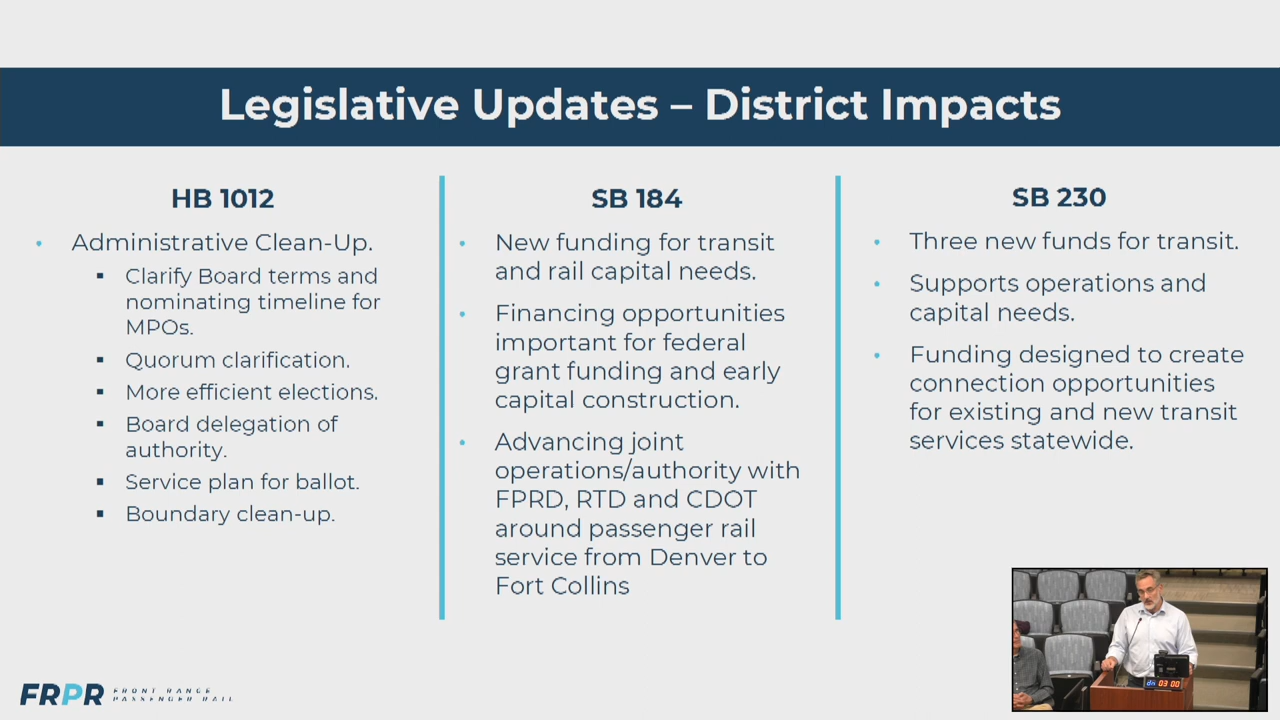 Legislative Updates – District Impacts
HB 1012
• Administrative Clean-Up.
▪ Clarify Board terms and
nominating timeline for
MPOs.
▪ Quorum clarification.
▪ More efficient elections.
▪ Board delegation of
authority.
▪ Service plan for ballot.
▪ Boundary clean-up.
SB 184
• New funding for transit
and rail capital needs.
• Financing opportunities
important for federal
grant funding and early
capital construction.
• Advancing joint
operations/authority with
FPRD, RTD and CDOT
around passenger rail
service from Denver to
Fort Collins
SB 230
• Three new funds for transit.
• Supports operations and
capital needs.
• Funding designed to create
connection opportunities
for existing and new transit
services statewide.
FRPR
FRONT RANGE
PASSENGER RAIL
03 00